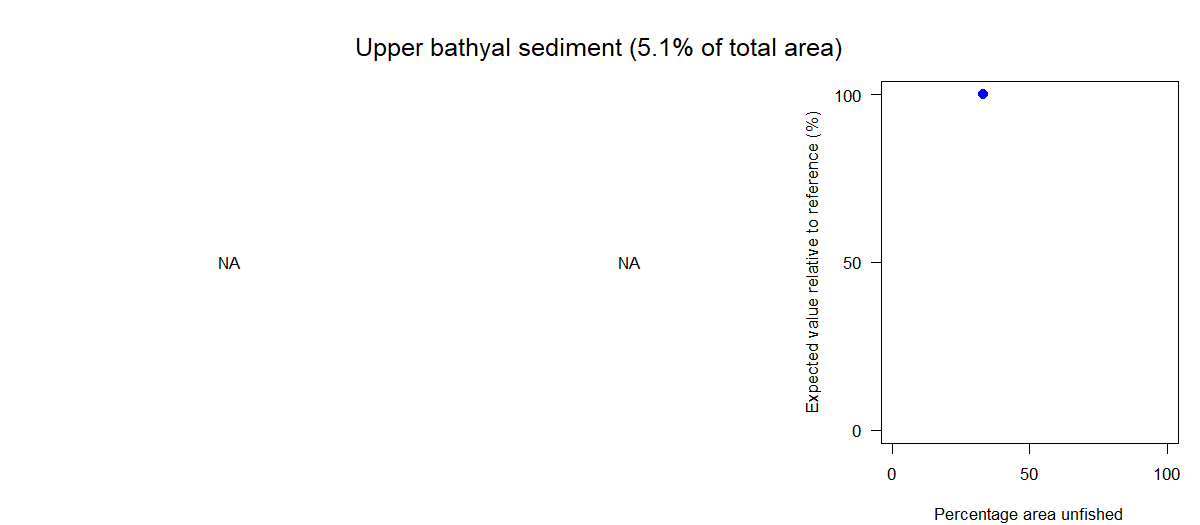 Upper bathyal sediment (5.1% of total area)
NA
NA
Expected value relative to reference (%)
100
50
0
0
50
100
Percentage area unfished